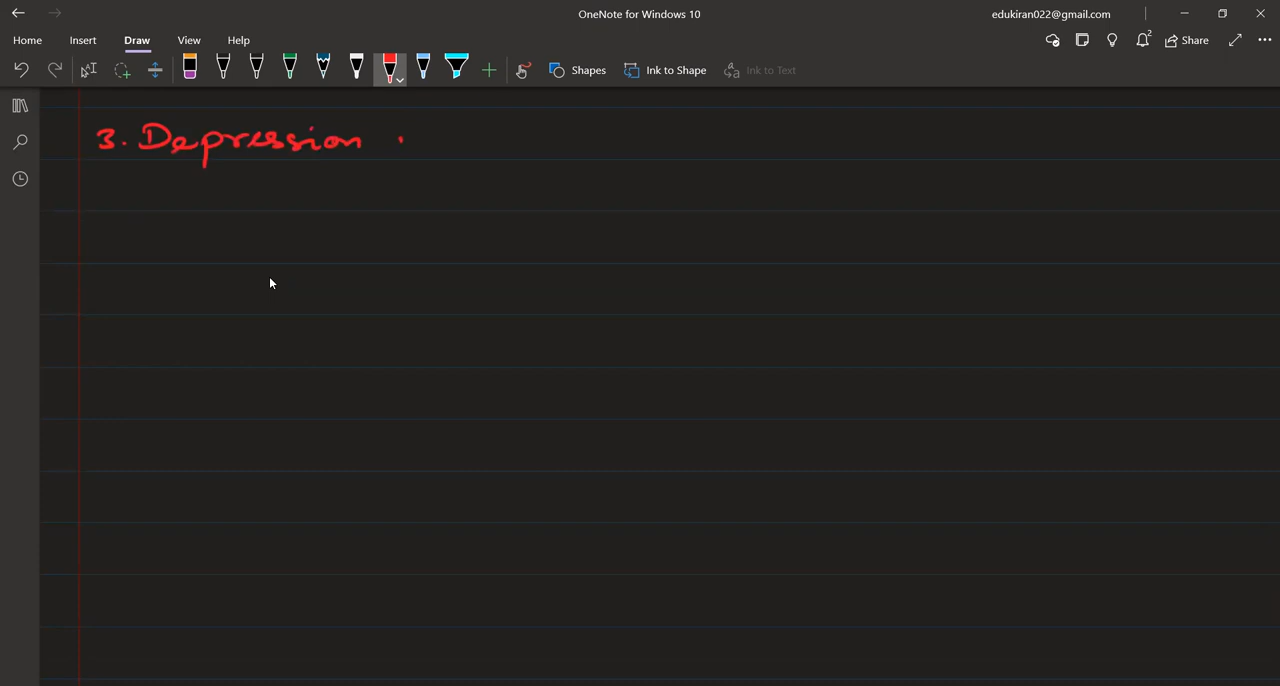 OneNote for Windows 10
edukiran022@gmail.com
Home Insert Draw View Help
2 Share
Shapes Ink to Shape Ink to Text
3. Depression .